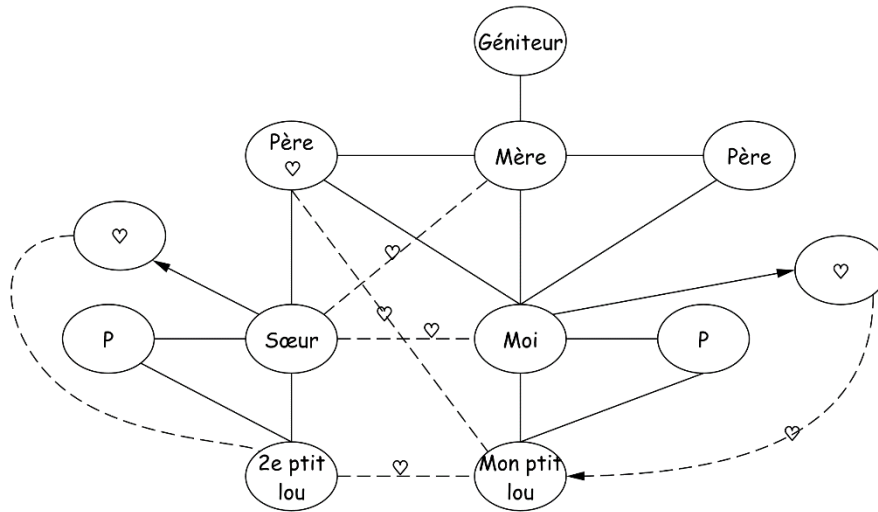 Géniteur
Père
♡
Mère
Père
♡
♡
♡
♡
♡
P
Sœur
Moi
P
♡
2e ptit
lou
♡
Mon ptit
lou